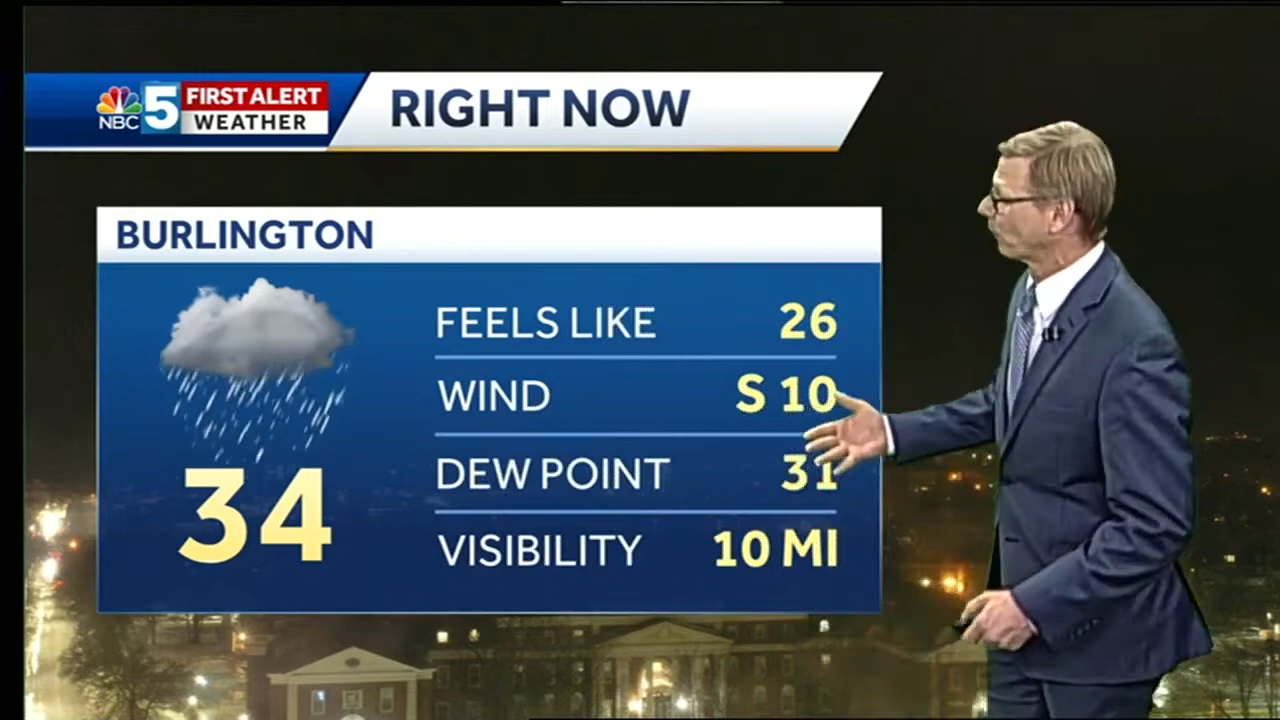 NBC 5 FIRST ALERT WEATHER
RIGHT NOW
BURLINGTON
34
FEELS LIKE 26
WIND S 10
DEW POINT 31
VISIBILITY 10 MI